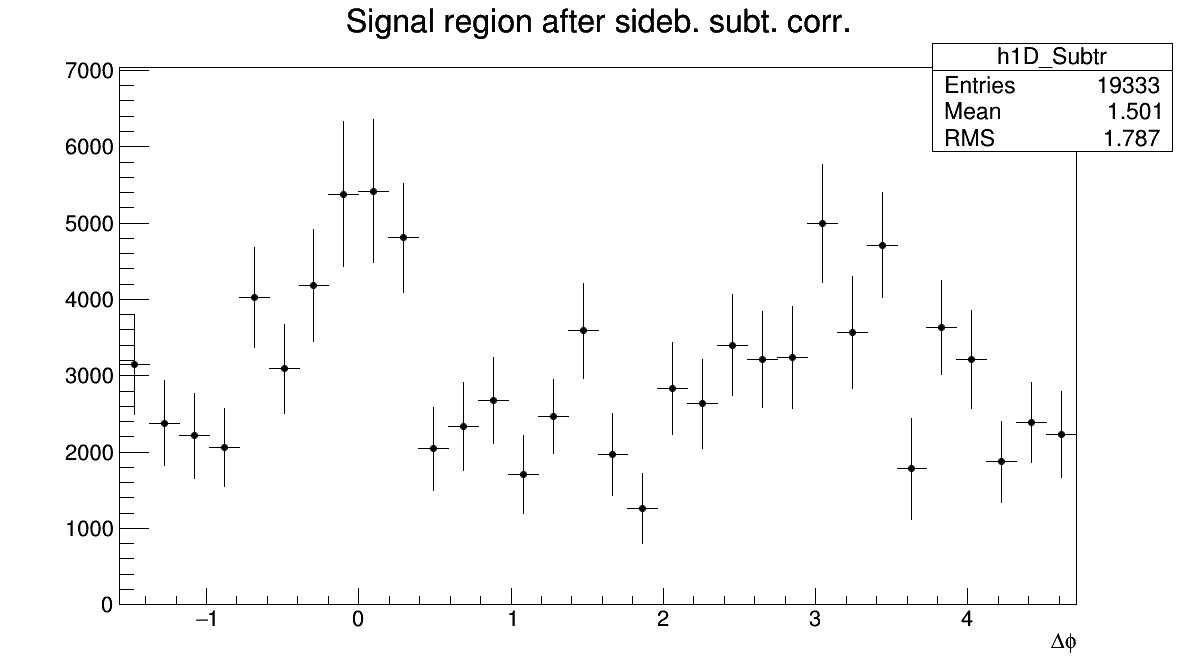 Signal region after sideb. subt. corr.
h1D_Subtr
Entries 19333
Mean 1.501
RMS 1.787
7000
6000
5000
4000
3000
2000
1000
0
−1 0 1 2 3 4
Δϕ